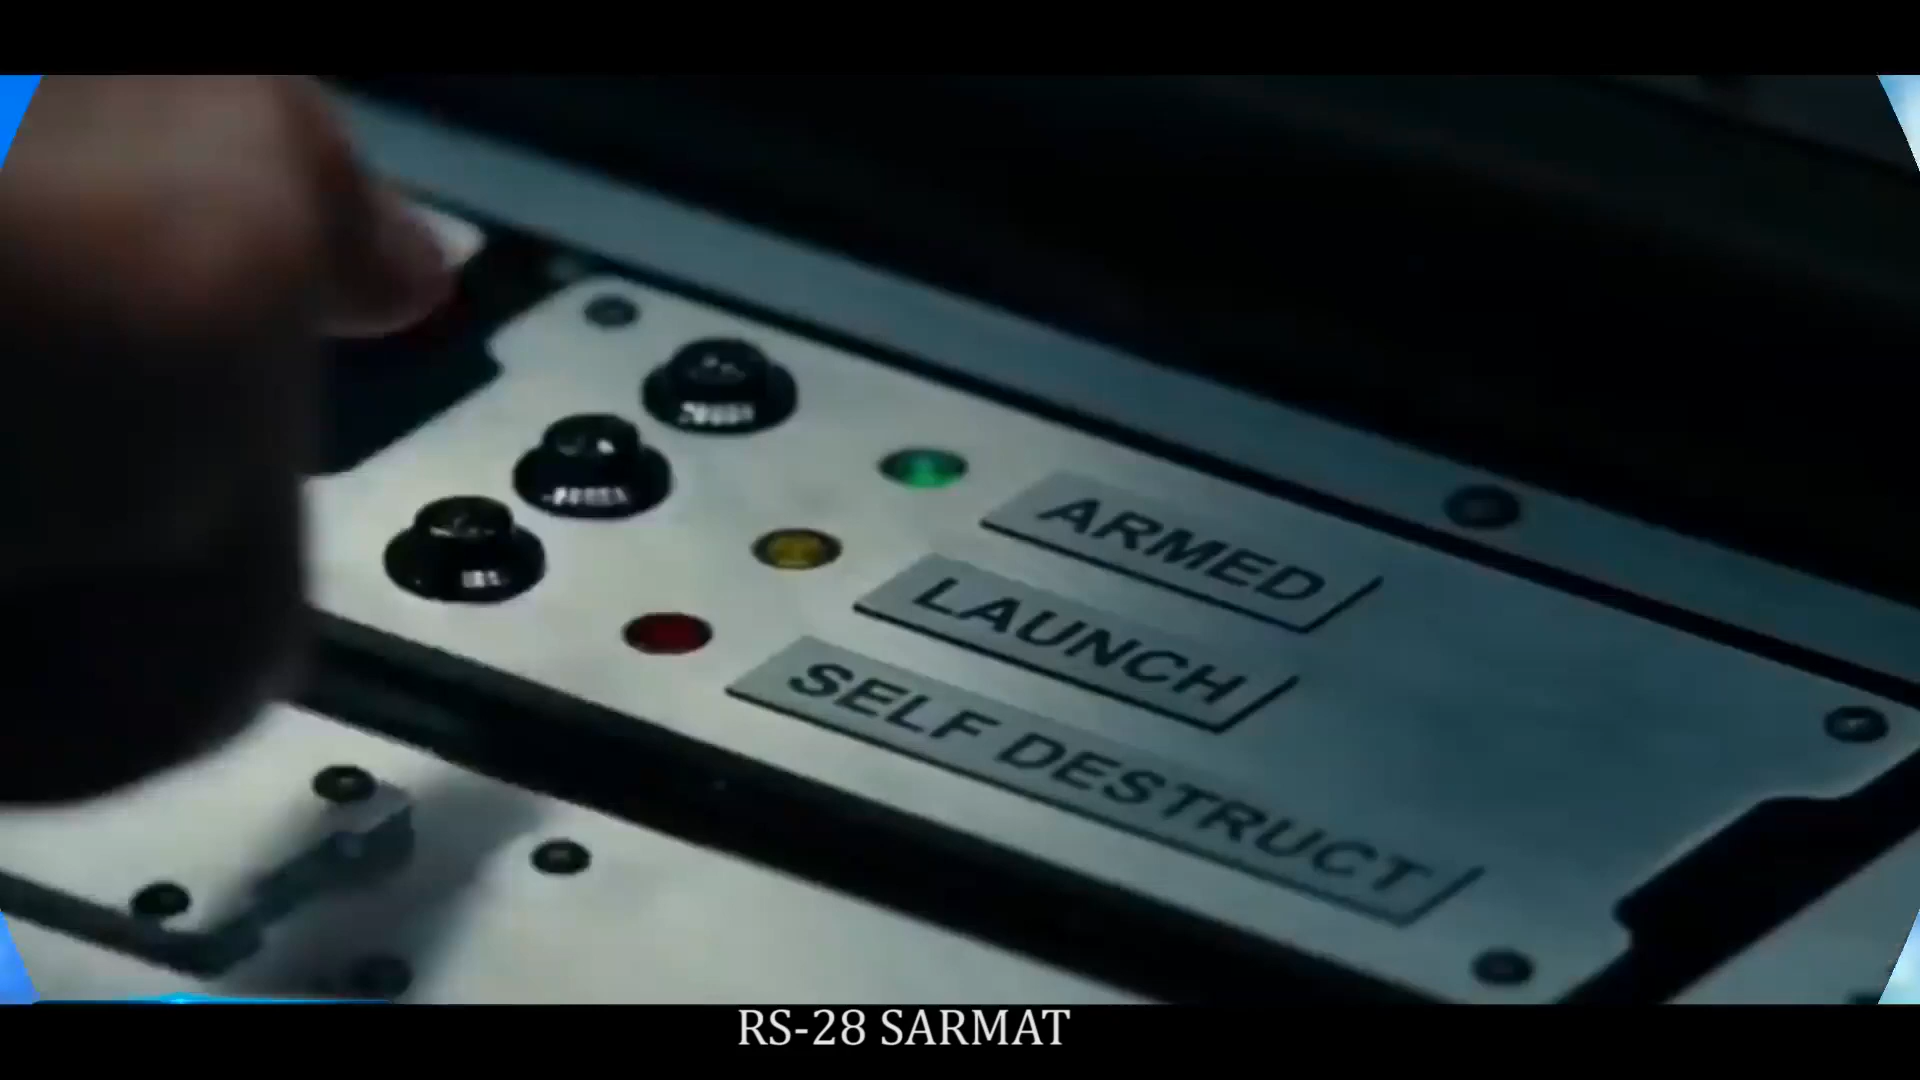 ARMED
LAUNCH
SELF DESTRUCT
RS-28 SARMAT